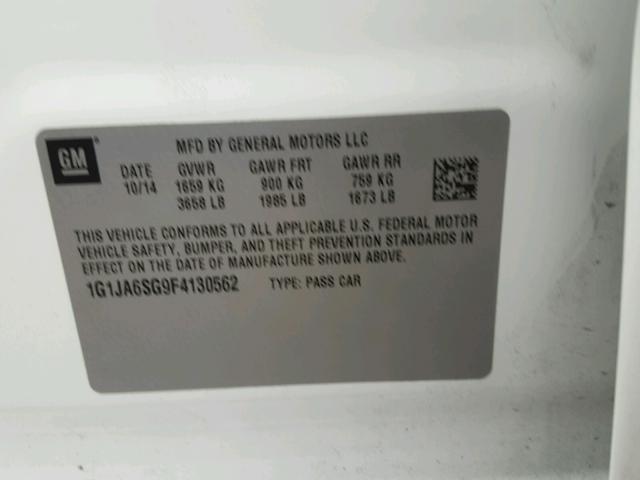 GM
MFD BY GENERAL MOTORS LLC
DATE GVWR GAWR FRT GAWR RR
10/14 1659 KG 900 KG 759 KG
3658 LB 1985 LB 1673 LB
THIS VEHICLE CONFORMS TO ALL APPLICABLE U.S. FEDERAL MOTOR
VEHICLE SAFETY, BUMPER, AND THEFT PREVENTION STANDARDS IN
EFFECT ON THE DATE OF MANUFACTURE SHOWN ABOVE.
1G1JA6SG9F4130562 TYPE: PASS CAR